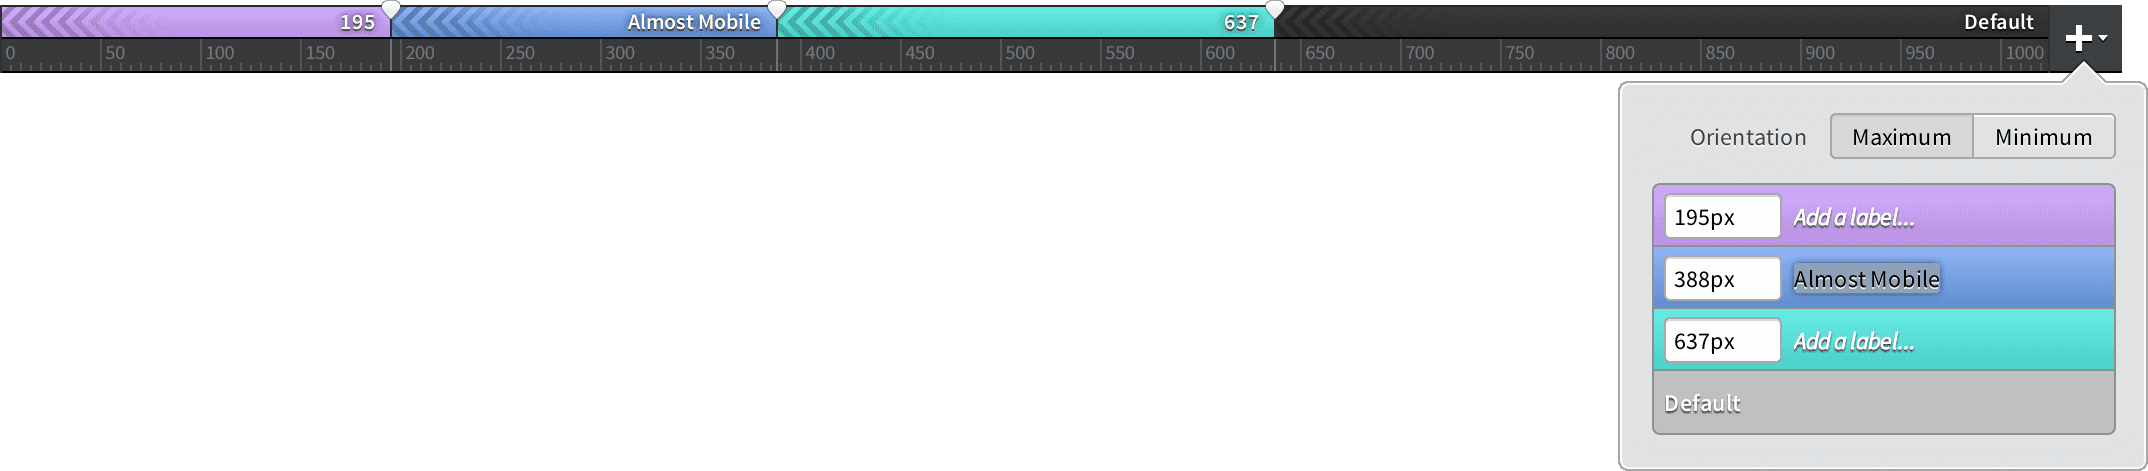 195 Almost Mobile 637 Default
0 50 100 150 200 250 300 350 400 450 500 550 600 650 700 750 800 850 900 950 1000
Orientation Maximum Minimum
195px Add a label...
388px Almost Mobile
637px Add a label...
Default